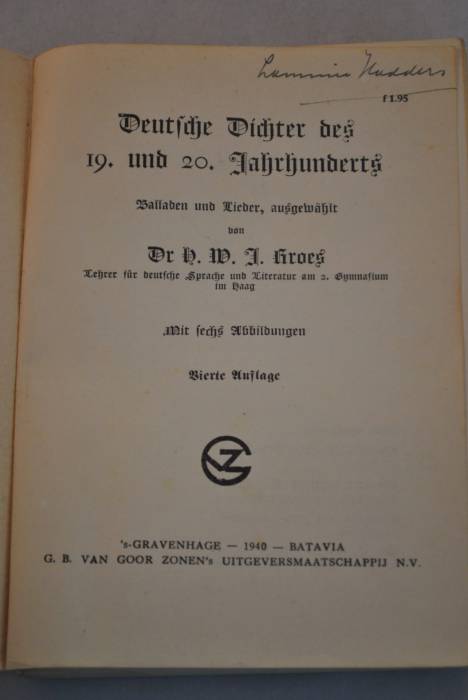 Lammie Hadders
f 1.95
Deutsche Dichter des
19. und 20. Jahrhunderts
Balladen und Lieder, ausgewählt
von
Dr H. W. J. Kroes
Lehrer für deutsche Sprache und Literatur am 2. Gymnasium
im Haag
Mit sechs Abbildungen
Vierte Auflage
's-GRAVENHAGE — 1940 — BATAVIA
G. B. VAN GOOR ZONEN's UITGEVERSMAATSCHAPPIJ N.V.